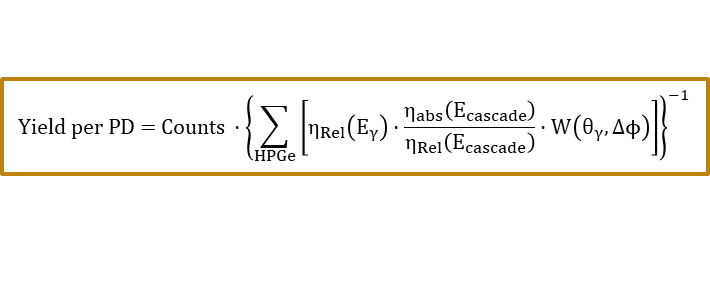 Yield per PD = Counts · {∑_HPGe [η_Rel(E_γ) · η_abs(E_cascade) / η_Rel(E_cascade) · W(θ_γ, Δϕ)]}^−1